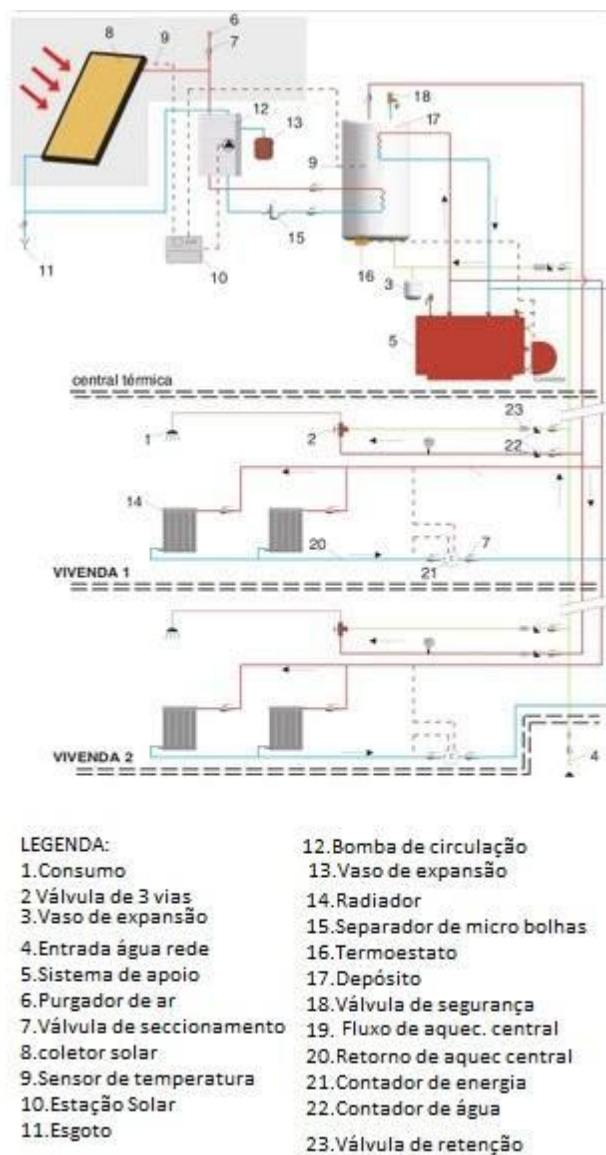 8
9
6
7
12
13
18
17
9
10
15
16
11
3
5
central térmica
1
2
23
22
14
20
7
21
VIVENDA 1
VIVENDA 2
4
LEGENDA:
1.Consumo
2 Válvula de 3 vias
3.Vaso de expansão
4.Entrada água rede
5.Sistema de apoio
6.Purgador de ar
7.Válvula de seccionamento
8.coletor solar
9.Sensor de temperatura
10.Estação Solar
11.Esgoto
12.Bomba de circulação
13.Vaso de expansão
14.Radiador
15.Separador de micro bolhas
16.Termoestato
17.Depósito
18.Válvula de segurança
19. Fluxo de aquec. central
20.Retorno de aquec central
21.Contador de energia
22.Contador de água
23.Válvula de retenção